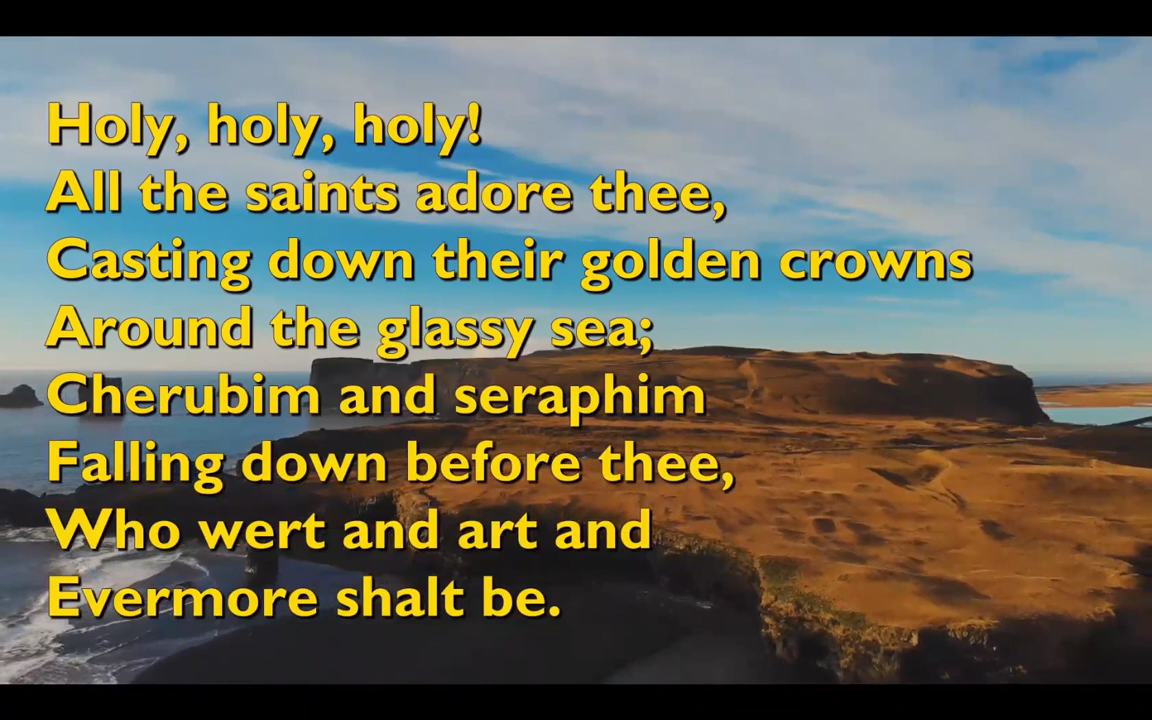 Holy, holy, holy!
All the saints adore thee,
Casting down their golden crowns
Around the glassy sea;
Cherubim and seraphim
Falling down before thee,
Who wert and art and
Evermore shalt be.